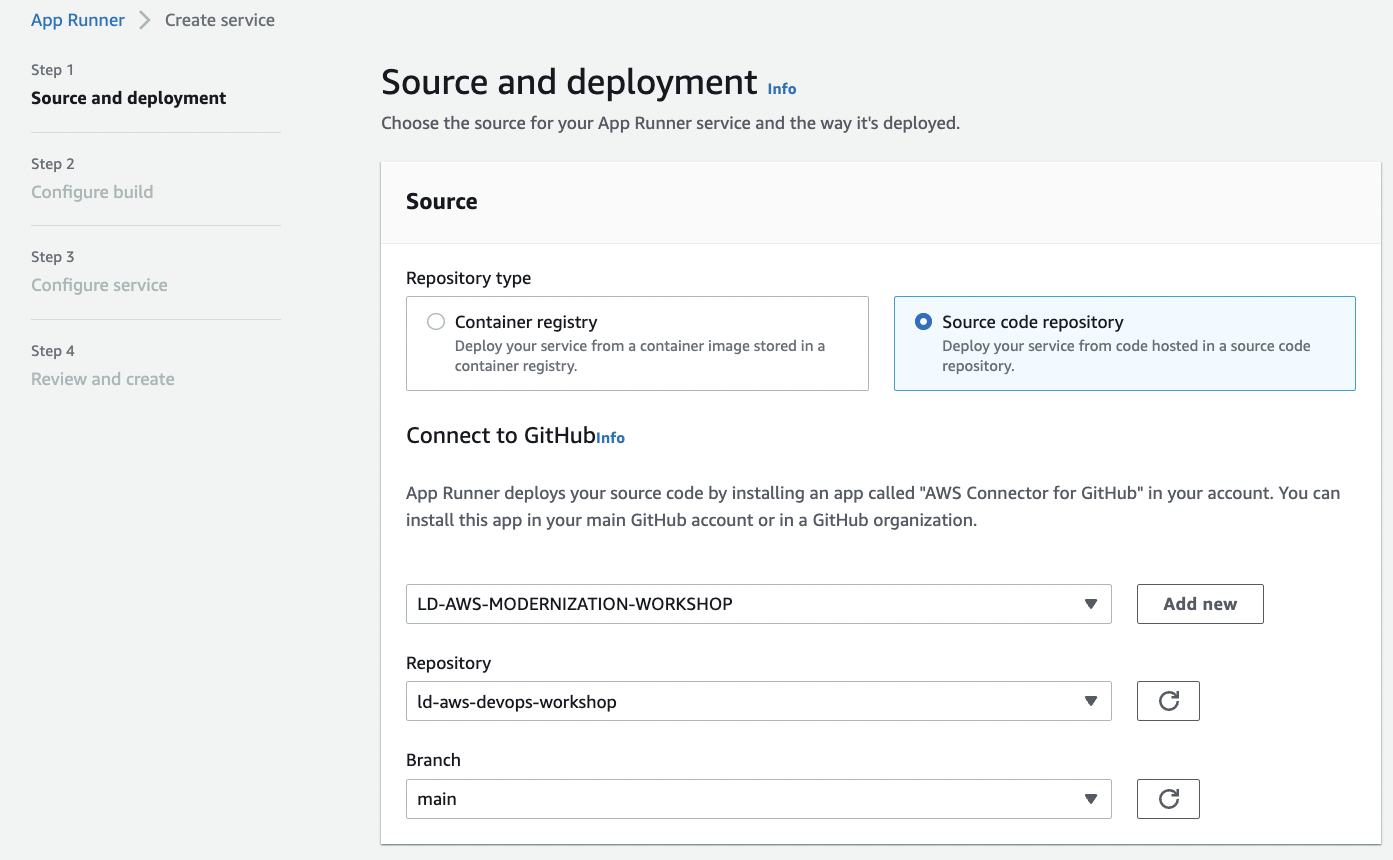 App Runner > Create service
Step 1
Source and deployment
Step 2
Configure build
Step 3
Configure service
Step 4
Review and create
Source and deployment Info
Choose the source for your App Runner service and the way it's deployed.
Source
Repository type
Container registry
Deploy your service from a container image stored in a
container registry.
Source code repository
Deploy your service from code hosted in a source code
repository.
Connect to GitHubInfo
App Runner deploys your source code by installing an app called "AWS Connector for GitHub" in your account. You can
install this app in your main GitHub account or in a GitHub organization.
LD-AWS-MODERNIZATION-WORKSHOP
Add new
Repository
ld-aws-devops-workshop
Branch
main